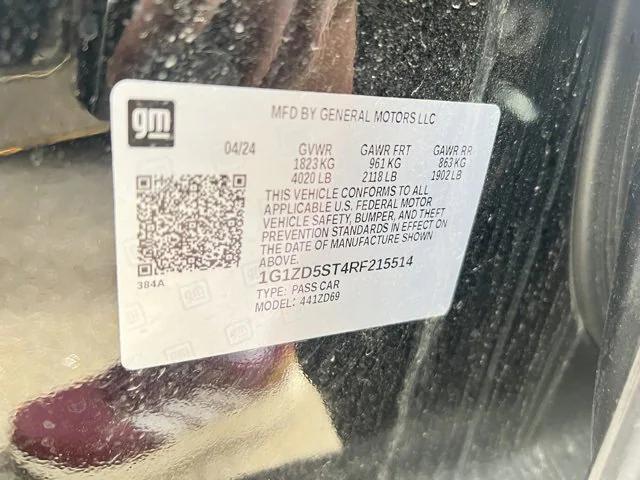 gm
MFD BY GENERAL MOTORS LLC
04/24 GVWR GAWR FRT GAWR RR
1823 KG 961 KG 863 KG
4020 LB 2118 LB 1902 LB
THIS VEHICLE CONFORMS TO ALL
APPLICABLE U.S. FEDERAL MOTOR
VEHICLE SAFETY, BUMPER, AND THEFT
PREVENTION STANDARDS IN EFFECT ON
THE DATE OF MANUFACTURE SHOWN
ABOVE.
384A
1G1ZD5ST4RF215514
TYPE: PASS CAR
MODEL: 441ZD69